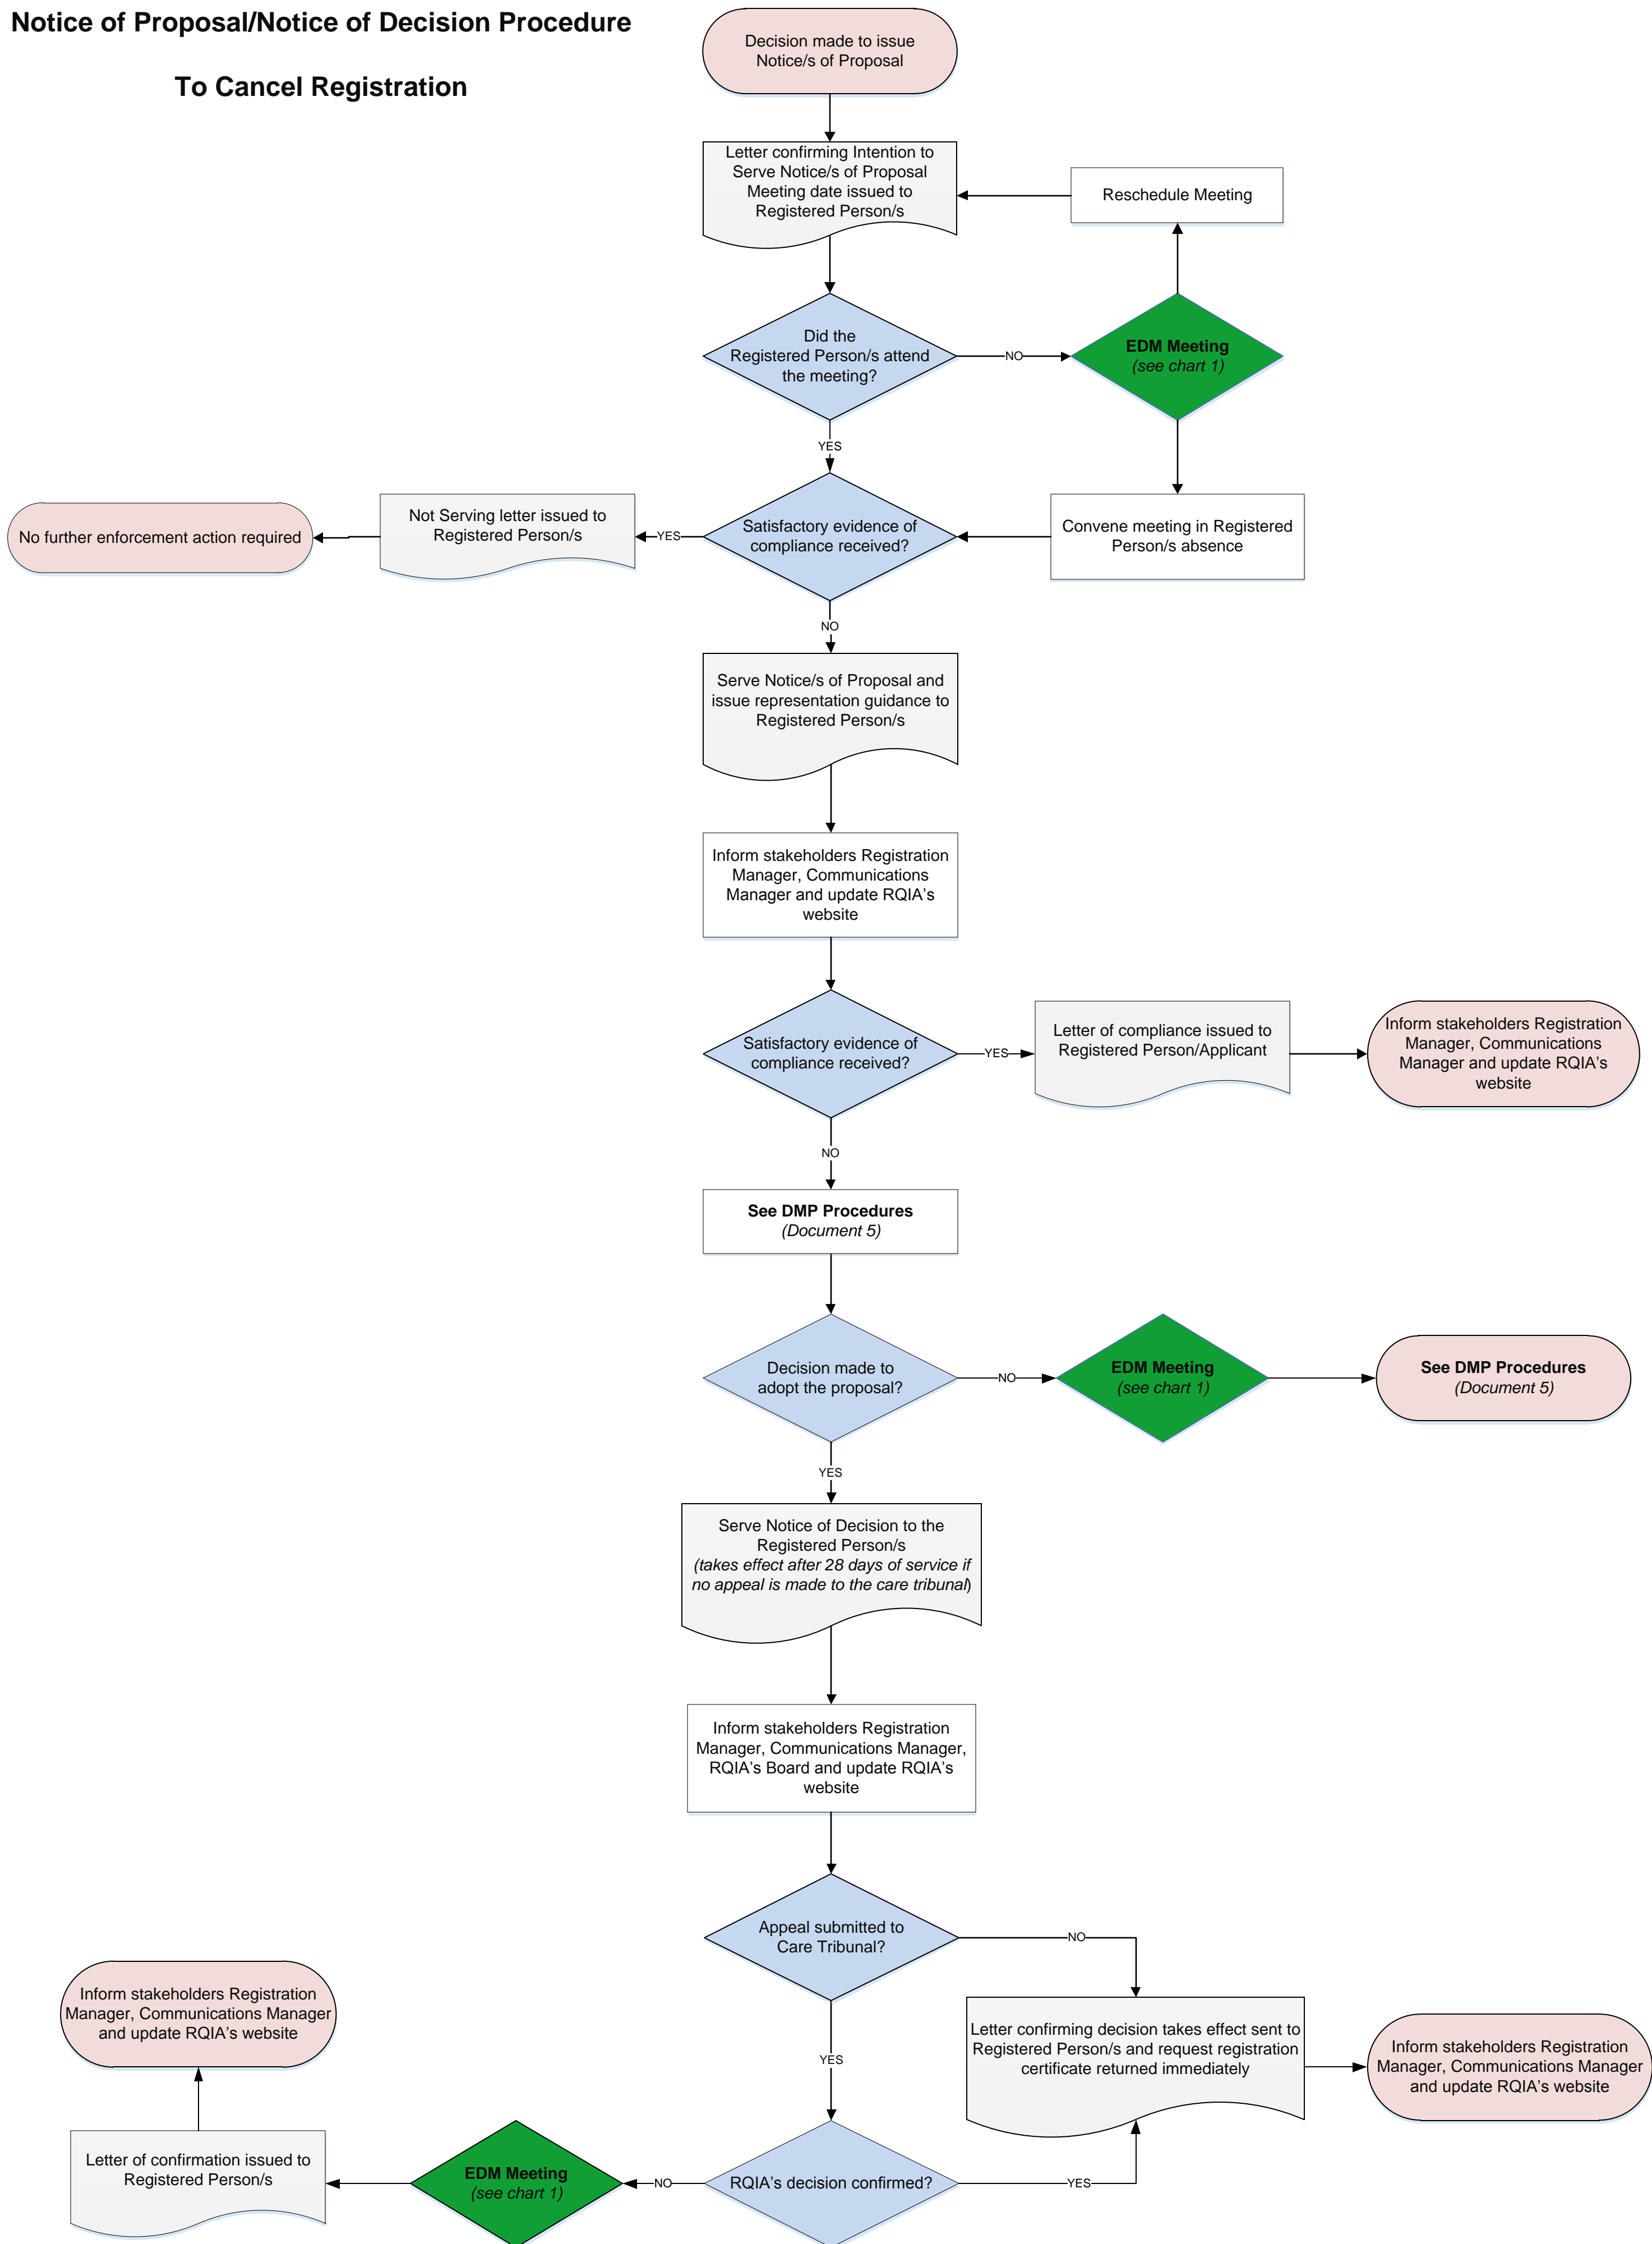 Notice of Proposal/Notice of Decision Procedure
To Cancel Registration
Decision made to issue
Notice/s of Proposal
Letter confirming Intention to
Serve Notice/s of Proposal
Meeting date issued to
Registered Person/s
Reschedule Meeting
Did the
Registered Person/s attend
the meeting?
NO
EDM Meeting
(see chart 1)
YES
No further enforcement action required
Not Serving letter issued to
Registered Person/s
YES
Satisfactory evidence of
compliance received?
Convene meeting in Registered
Person/s absence
NO
Serve Notice/s of Proposal and
issue representation guidance to
Registered Person/s
Inform stakeholders Registration
Manager, Communications
Manager and update RQIA's
website
Satisfactory evidence of
compliance received?
YES
Letter of compliance issued to
Registered Person/Applicant
Inform stakeholders Registration
Manager, Communications
Manager and update RQIA's
website
NO
See DMP Procedures
(Document 5)
Decision made to
adopt the proposal?
NO
EDM Meeting
(see chart 1)
See DMP Procedures
(Document 5)
YES
Serve Notice of Decision to the
Registered Person/s
(takes effect after 28 days of service if
no appeal is made to the care tribunal)
Inform stakeholders Registration
Manager, Communications Manager,
RQIA's Board and update RQIA's
website
Appeal submitted to
Care Tribunal?
NO
Inform stakeholders Registration
Manager, Communications Manager
and update RQIA's website
YES
Letter confirming decision takes effect sent to
Registered Person/s and request registration
certificate returned immediately
Inform stakeholders Registration
Manager, Communications Manager
and update RQIA's website
Letter of confirmation issued to
Registered Person/s
EDM Meeting
(see chart 1)
NO
RQIA's decision confirmed?
YES